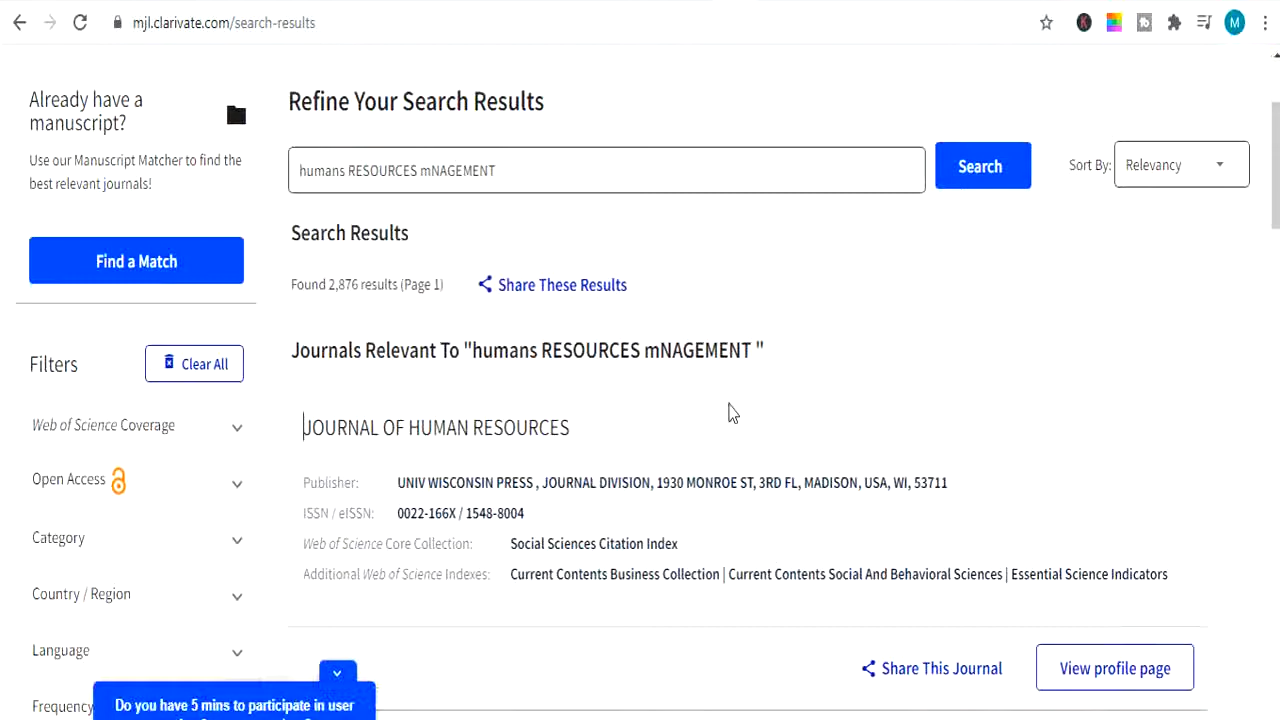 mjl.clarivate.com/search-results
M
Already have a
manuscript?
Use our Manuscript Matcher to find the
best relevant journals!
Find a Match
Filters
Clear All
Web of Science Coverage
Open Access
Category
Country / Region
Language
Frequency
Do you have 5 mins to participate in user
Refine Your Search Results
humans RESOURCES mNAGEMENT
Search
Sort By:
Relevancy
Search Results
Found 2,876 results (Page 1)
Share These Results
Journals Relevant To "humans RESOURCES mNAGEMENT "
JOURNAL OF HUMAN RESOURCES
Publisher: UNIV WISCONSIN PRESS , JOURNAL DIVISION, 1930 MONROE ST, 3RD FL, MADISON, USA, WI, 53711
ISSN / eISSN: 0022-166X / 1548-8004
Web of Science Core Collection: Social Sciences Citation Index
Additional Web of Science Indexes: Current Contents Business Collection | Current Contents Social And Behavioral Sciences | Essential Science Indicators
Share This Journal
View profile page